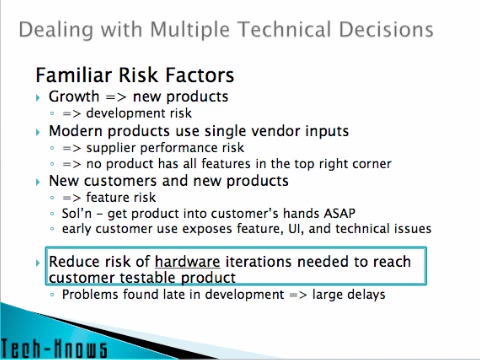 Dealing with Multiple Technical Decisions
Familiar Risk Factors
Growth => new products
=> development risk
Modern products use single vendor inputs
=> supplier performance risk
=> no product has all features in the top right corner
New customers and new products
=> feature risk
Sol'n - get product into customer's hands ASAP
early customer use exposes feature, UI, and technical issues
Reduce risk of hardware iterations needed to reach
customer testable product
Problems found late in development => large delays
Tech-Knows